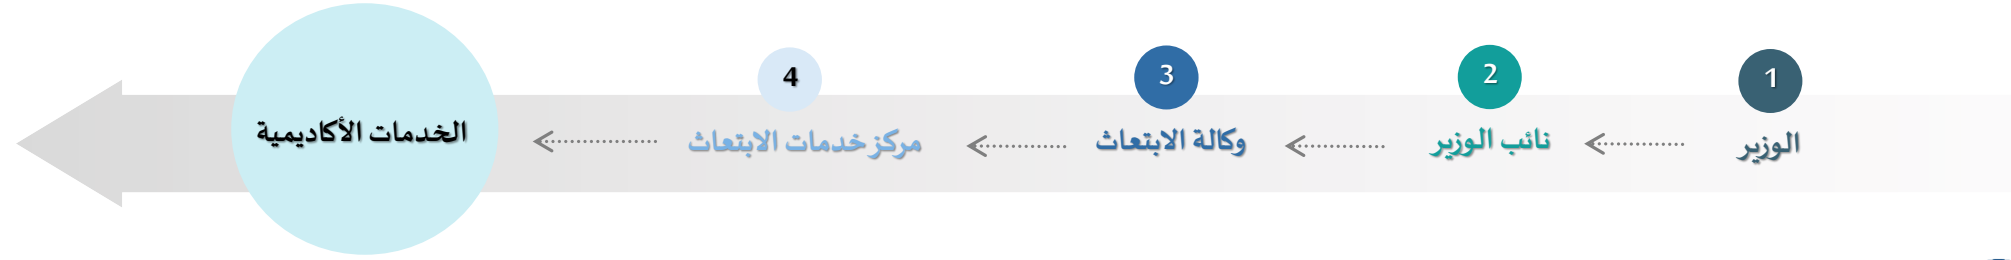 1
الوزير
2
نائب الوزير
3
وكالة الابتعاث
4
مركز خدمات الابتعاث
الخدمات الأكاديمية